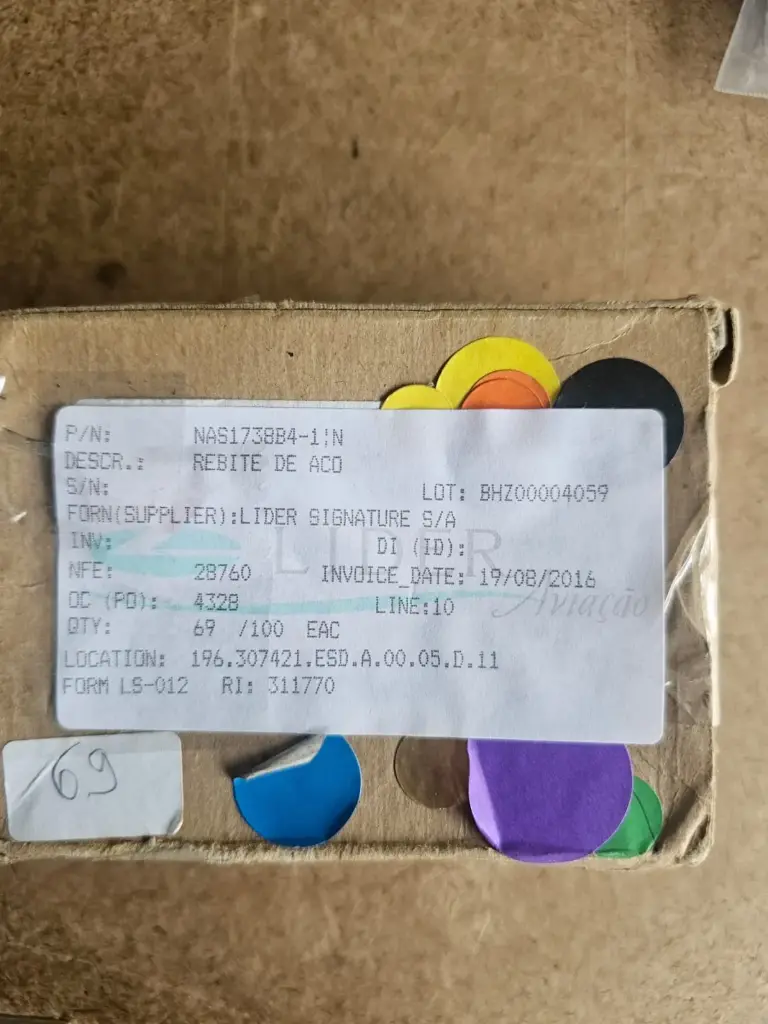 P/N: NAS1738B4-1¦N
DESCR.: REBITE DE ACO
S/N: LOT: BHZ00004059
FORN(SUPPLIER):LIDER SIGNATURE S/A
LIDER
INV: DI (ID):
NFE: 28760 INVOICE_DATE: 19/08/2016
Aviação
OC (PO): 4328 LINE:10
QTY: 69 /100 EAC
LOCATION: 196.307421.ESD.A.00.05.D.11
FORM LS-012 RI: 311770
69